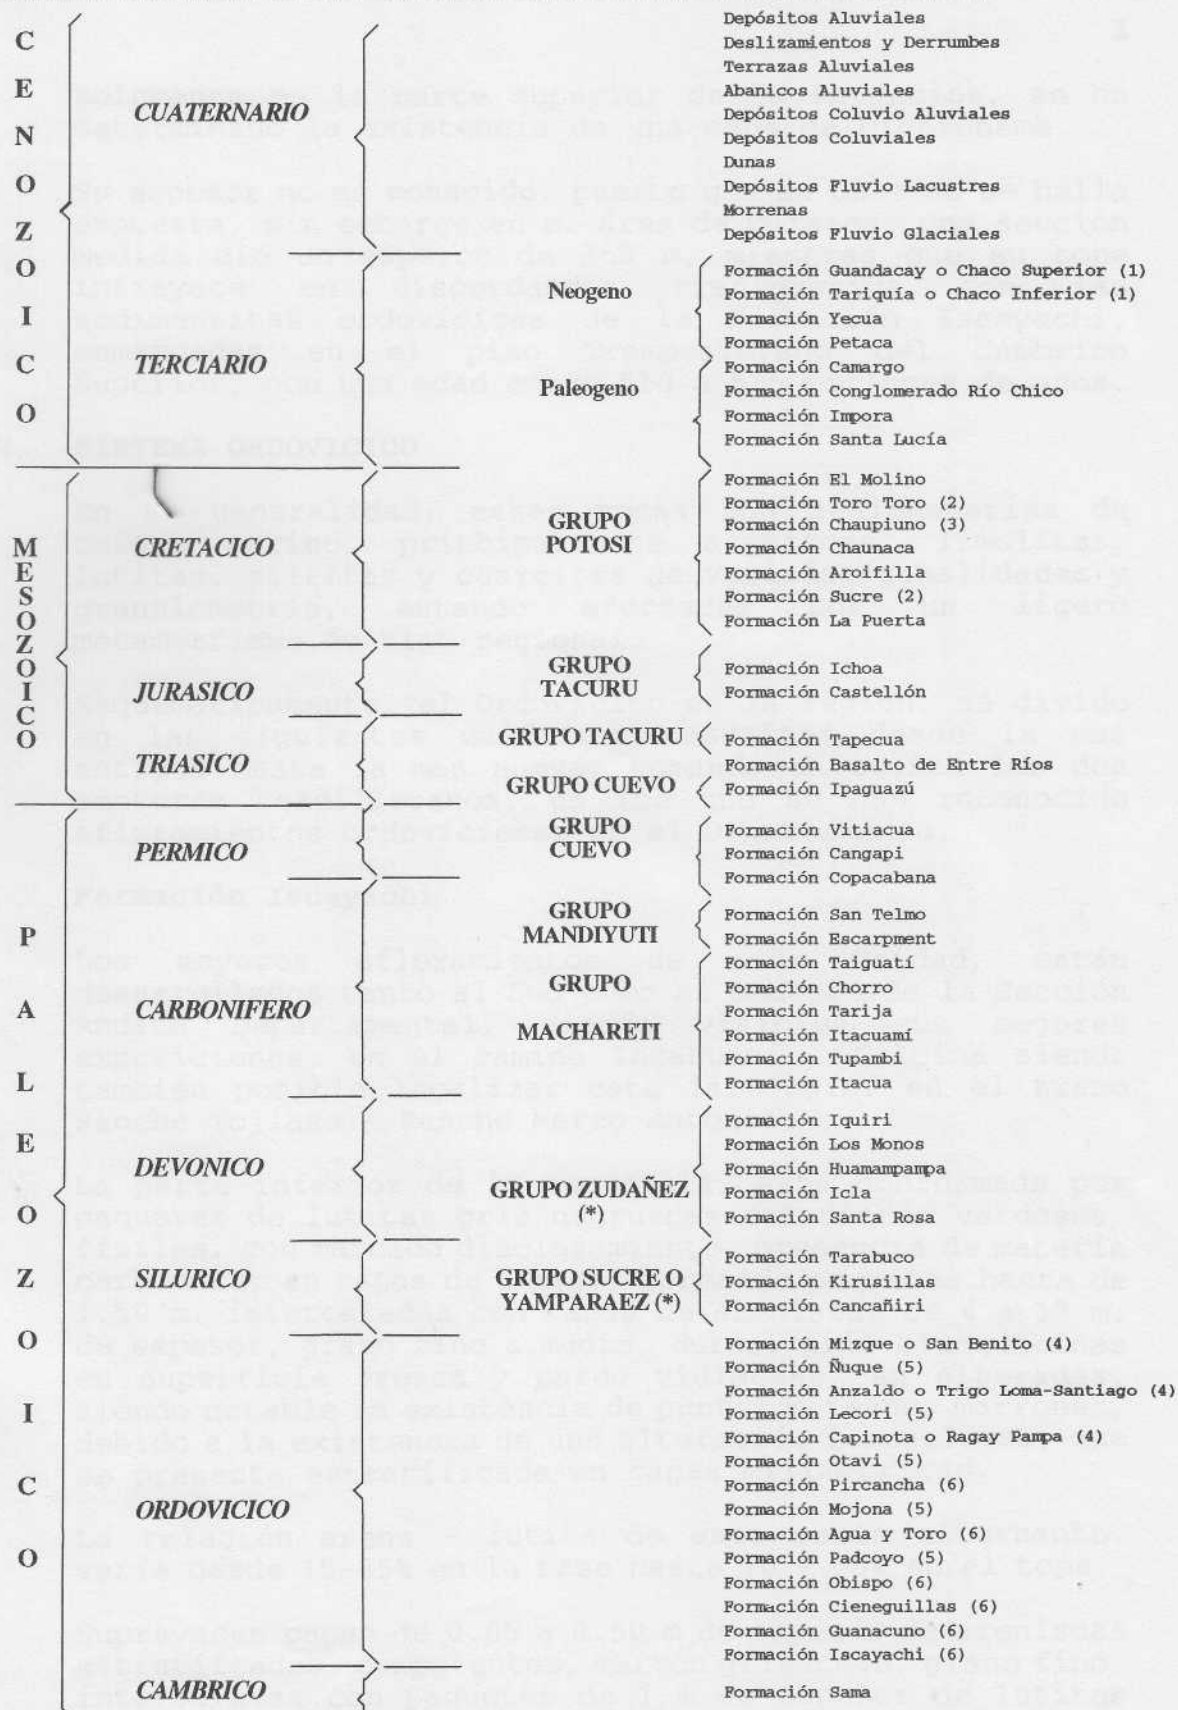 CENOZOICO
CUATERNARIO
Depósitos Aluviales
Deslizamientos y Derrumbes
Terrazas Aluviales
Abanicos Aluviales
Depósitos Coluvio Aluviales
Depósitos Coluviales
Dunas
Depósitos Fluvio Lacustres
Morrenas
Depósitos Fluvio Glaciales
TERCIARIO
Neogeno
Formación Guandacay o Chaco Superior (1)
Formación Tariquía o Chaco Inferior (1)
Formación Yecua
Formación Petaca
Paleogeno
Formación Camargo
Formación Conglomerado Río Chico
Formación Impora
Formación Santa Lucía
MESOZOICO
CRETACICO
GRUPO
POTOSI
Formación El Molino
Formación Toro Toro (2)
Formación Chaupiuno (3)
Formación Chaunaca
Formación Aroifilla
Formación Sucre (2)
Formación La Puerta
JURASICO
GRUPO
TACURU
Formación Ichoa
Formación Castellón
TRIASICO
GRUPO TACURU
Formación Tapecua
Formación Basalto de Entre Ríos
GRUPO CUEVO
Formación Ipaguazú
PALEOZOICO
PERMICO
GRUPO
CUEVO
Formación Vitiacua
Formación Cangapi
Formación Copacabana
CARBONIFERO
GRUPO
MANDIYUTI
Formación San Telmo
Formación Escarpment
GRUPO
MACHARETI
Formación Taiguatí
Formación Chorro
Formación Tarija
Formación Itacuamí
Formación Tupambi
Formación Itacua
DEVONICO
GRUPO ZUDAÑEZ
(*)
Formación Iquiri
Formación Los Monos
Formación Huamampampa
Formación Icla
Formación Santa Rosa
SILURICO
GRUPO SUCRE O
YAMPARAEZ (*)
Formación Tarabuco
Formación Kirusillas
Formación Cancañiri
ORDOVICICO
Formación Mizque o San Benito (4)
Formación Ñuque (5)
Formación Anzaldo o Trigo Loma-Santiago (4)
Formación Lecori (5)
Formación Capinota o Ragay Pampa (4)
Formación Otavi (5)
Formación Pircancha (6)
Formación Mojona (5)
Formación Agua y Toro (6)
Formación Padcoyo (5)
Formación Obispo (6)
Formación Cieneguillas (6)
Formación Guanacuno (6)
Formación Iscayachi (6)
CAMBRICO
Formación Sama